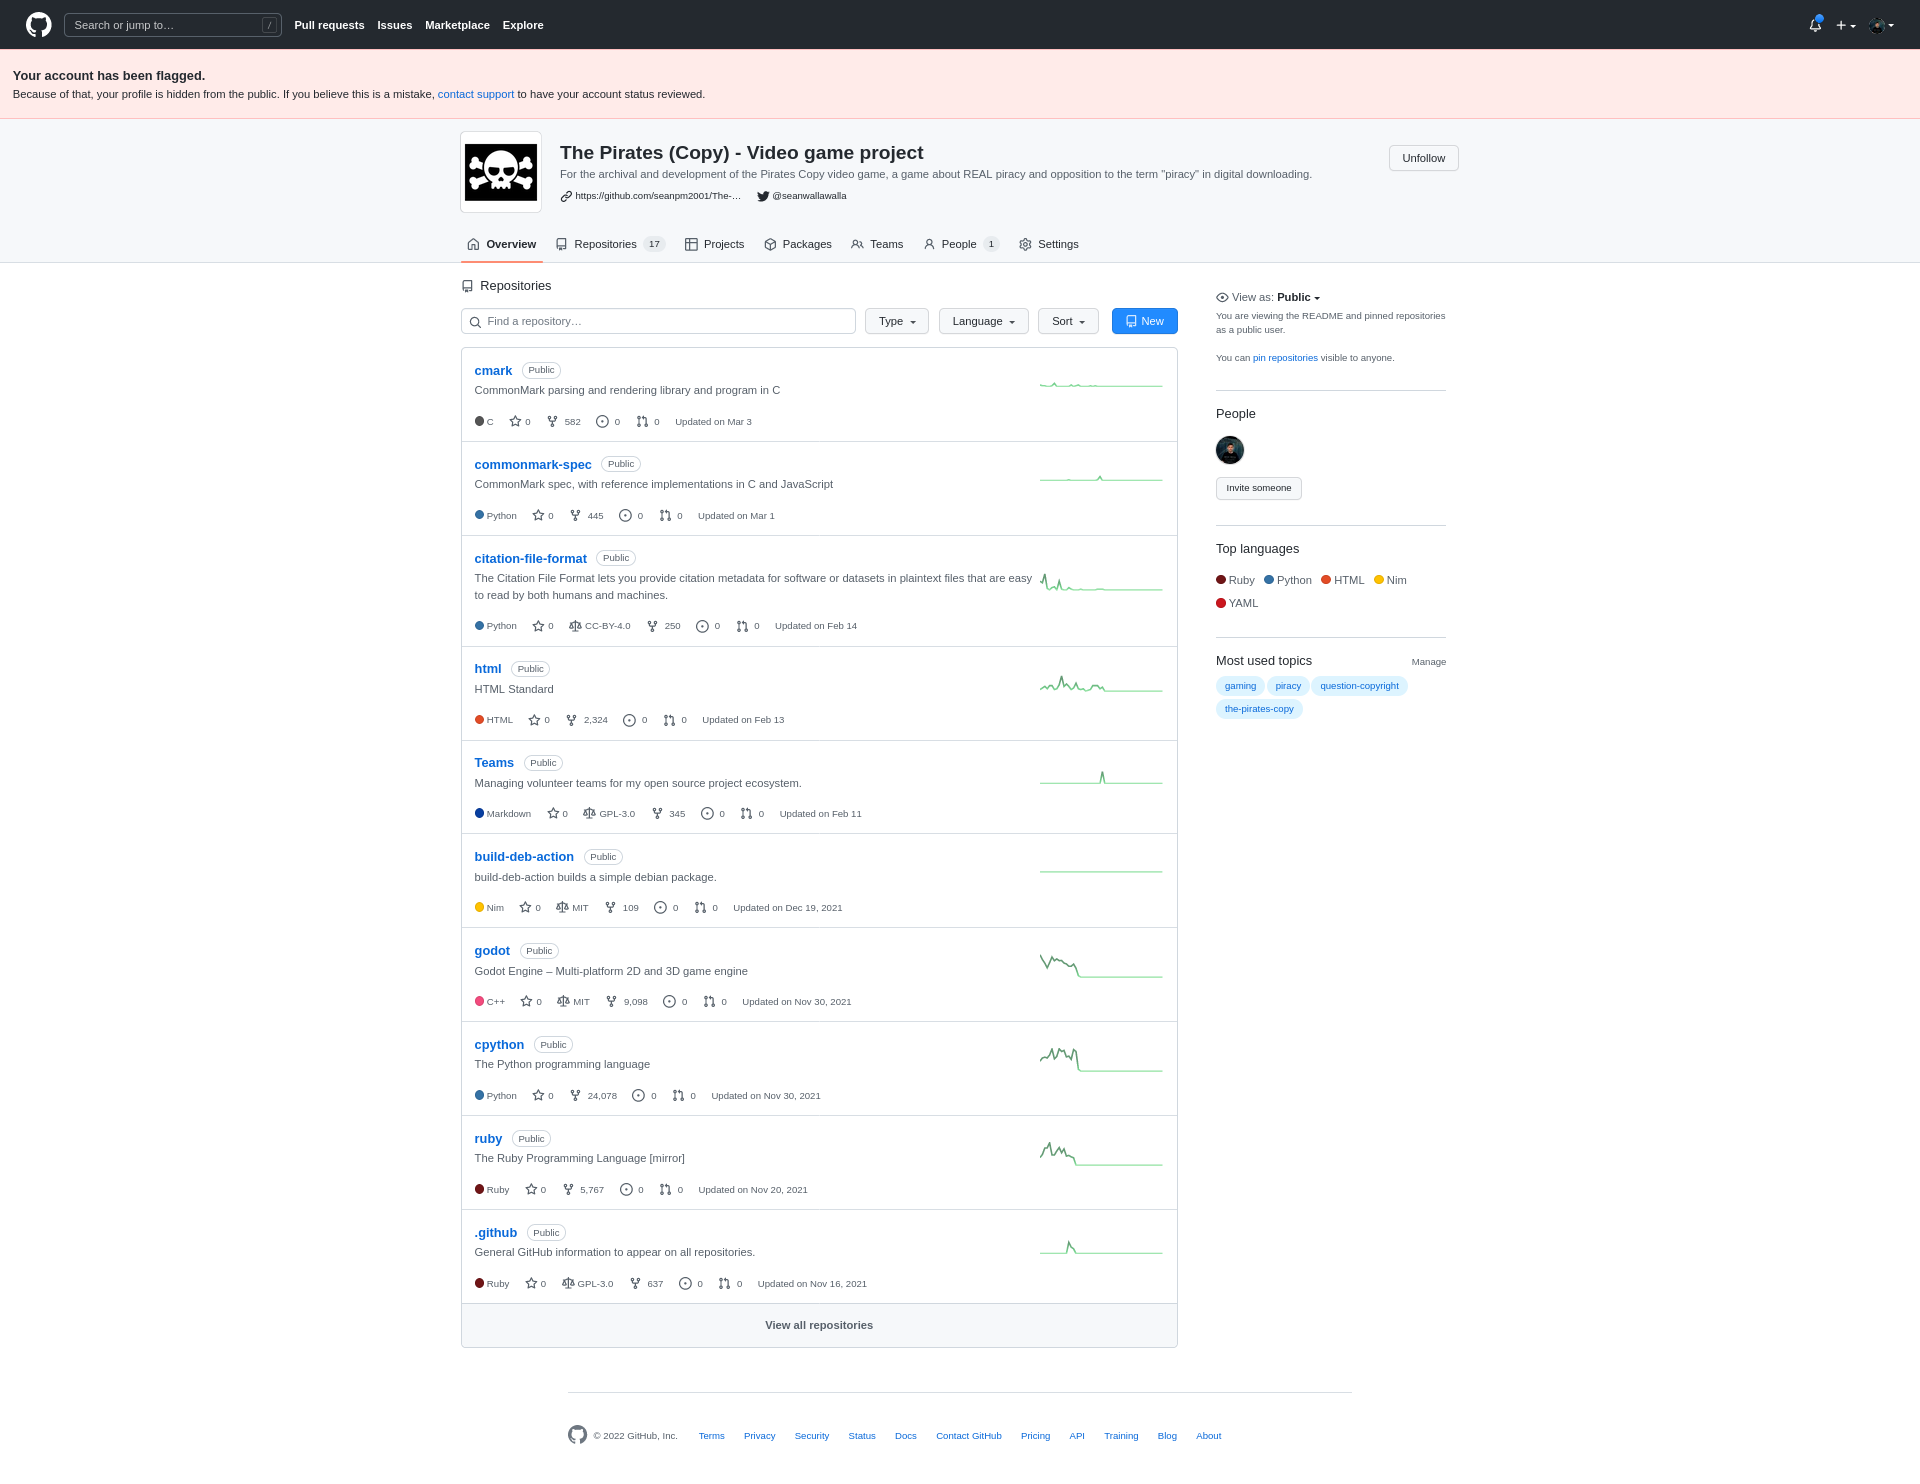 Search or jump to…
/
Pull requests Issues Marketplace Explore
Your account has been flagged.
Because of that, your profile is hidden from the public. If you believe this is a mistake, contact support to have your account status reviewed.
The Pirates (Copy) - Video game project
Unfollow
For the archival and development of the Pirates Copy video game, a game about REAL piracy and opposition to the term "piracy" in digital downloading.
https://github.com/seanpm2001/The-… @seanwallawalla
Overview Repositories 17 Projects Packages Teams People 1 Settings
Repositories
Find a repository… Type Language Sort New
cmark Public
CommonMark parsing and rendering library and program in C
C 0 582 0 0 Updated on Mar 3
commonmark-spec Public
CommonMark spec, with reference implementations in C and JavaScript
Python 0 445 0 0 Updated on Mar 1
citation-file-format Public
The Citation File Format lets you provide citation metadata for software or datasets in plaintext files that are easy
to read by both humans and machines.
Python 0 CC-BY-4.0 250 0 0 Updated on Feb 14
html Public
HTML Standard
HTML 0 2,324 0 0 Updated on Feb 13
Teams Public
Managing volunteer teams for my open source project ecosystem.
Markdown 0 GPL-3.0 345 0 0 Updated on Feb 11
build-deb-action Public
build-deb-action builds a simple debian package.
Nim 0 MIT 109 0 0 Updated on Dec 19, 2021
godot Public
Godot Engine – Multi-platform 2D and 3D game engine
C++ 0 MIT 9,098 0 0 Updated on Nov 30, 2021
cpython Public
The Python programming language
Python 0 24,078 0 0 Updated on Nov 30, 2021
ruby Public
The Ruby Programming Language [mirror]
Ruby 0 5,767 0 0 Updated on Nov 20, 2021
.github Public
General GitHub information to appear on all repositories.
Ruby 0 GPL-3.0 637 0 0 Updated on Nov 16, 2021
View all repositories
View as: Public
You are viewing the README and pinned repositories
as a public user.
You can pin repositories visible to anyone.
People
Invite someone
Top languages
Ruby Python HTML Nim
YAML
Most used topics Manage
gaming piracy question-copyright
the-pirates-copy
© 2022 GitHub, Inc. Terms Privacy Security Status Docs Contact GitHub Pricing API Training Blog About